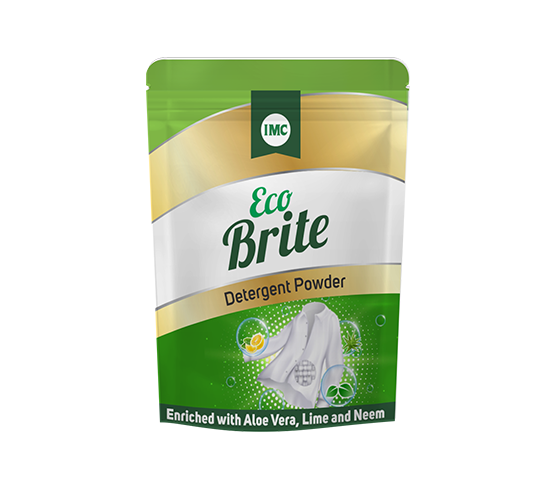 IMC
Eco
Brite
Detergent Powder
Enriched with Aloe Vera, Lime and Neem